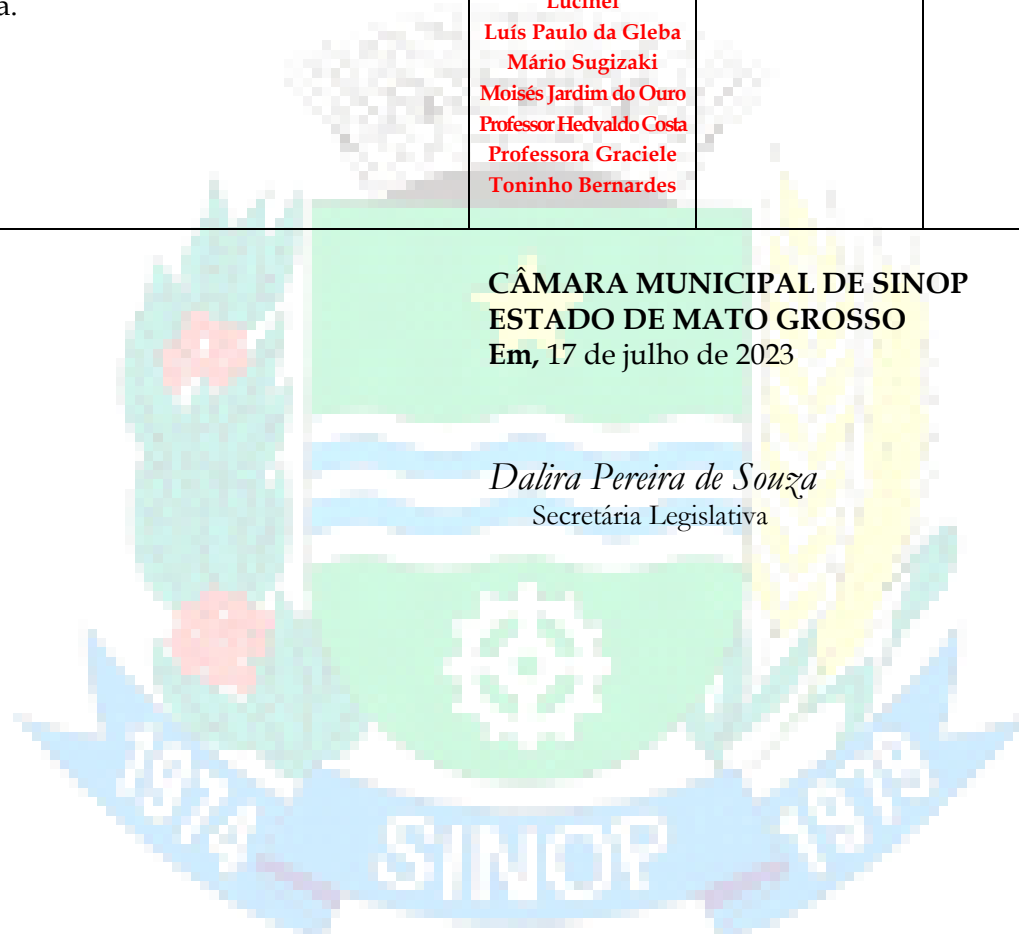 a.
Lucinei
Luís Paulo da Gleba
Mário Sugizaki
Moisés Jardim do Ouro
Professor Hedvaldo Costa
Professora Graciele
Toninho Bernardes
CÂMARA MUNICIPAL DE SINOP
ESTADO DE MATO GROSSO
Em, 17 de julho de 2023
Dalira Pereira de Souza
Secretária Legislativa
1974 SINOP 1979